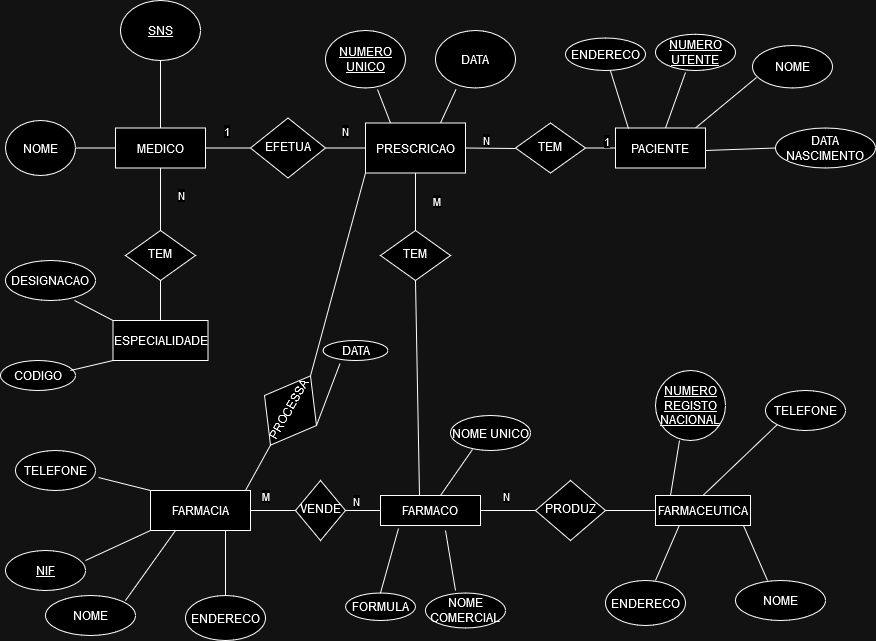 SNS
NUMERO
UNICO
DATA
ENDERECO
NUMERO
UTENTE
NOME
NOME
MEDICO
1
EFETUA
N
PRESCRICAO
N
TEM
1
PACIENTE
DATA
NASCIMENTO
N
M
TEM
TEM
DESIGNACAO
ESPECIALIDADE
CODIGO
DATA
PROCESSA
NUMERO
REGISTO
NACIONAL
TELEFONE
NOME UNICO
TELEFONE
FARMACIA
M
VENDE
N
FARMACO
N
PRODUZ
FARMACEUTICA
NIF
NOME
ENDERECO
FORMULA
NOME
COMERCIAL
ENDERECO
NOME